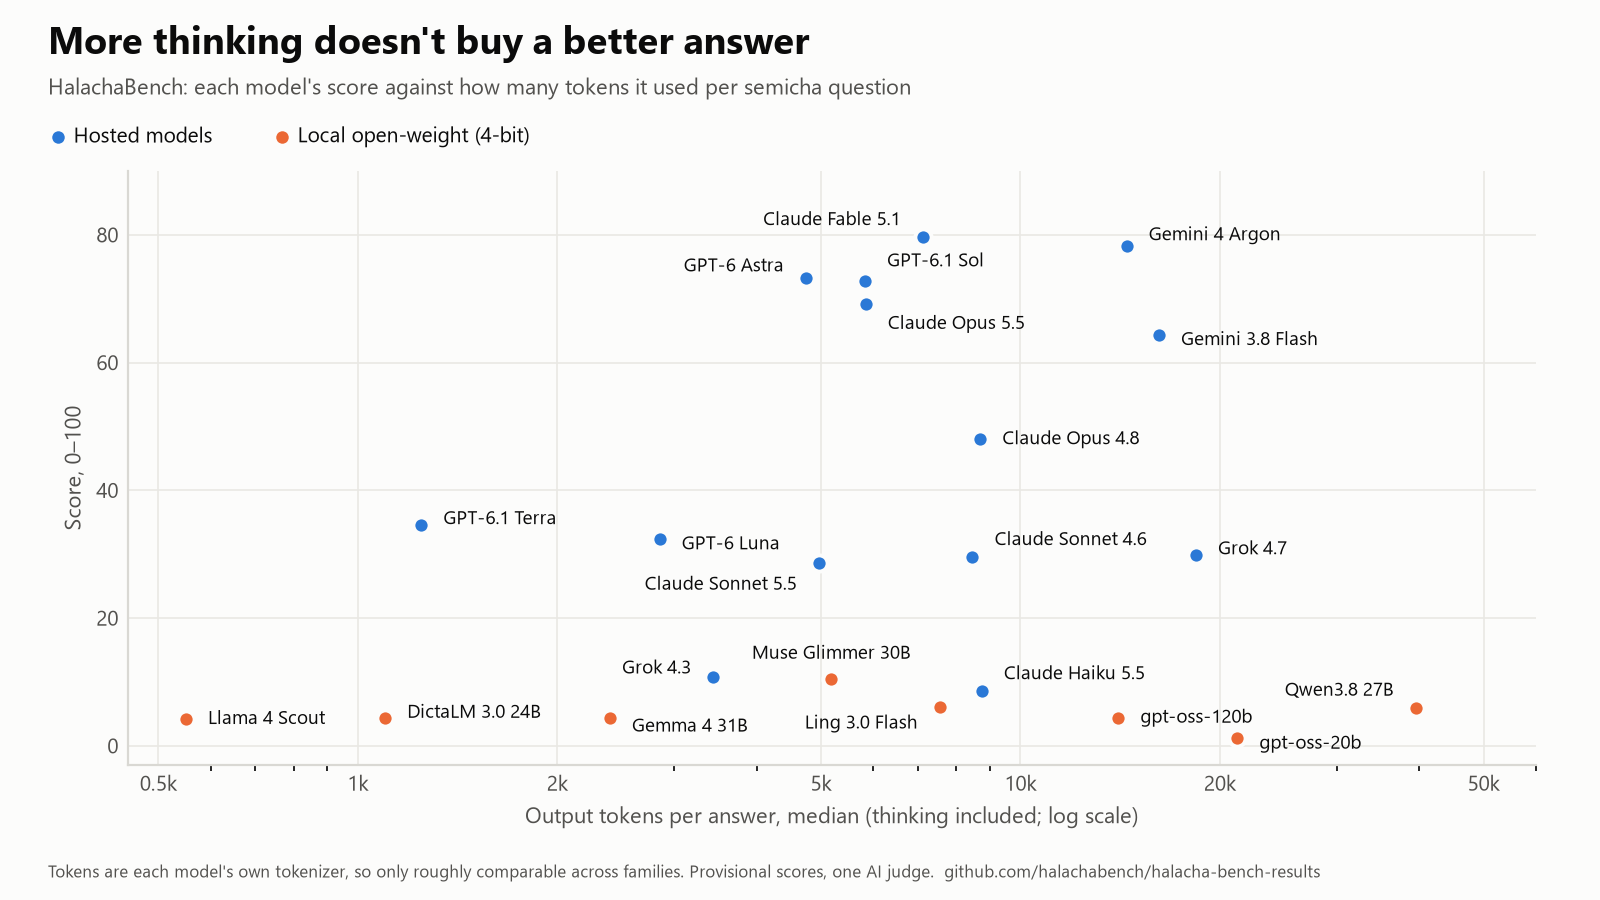 More thinking doesn't buy a better answer
HalachaBench: each model's score against how many tokens it used per semicha question
Hosted models
Local open-weight (4-bit)
Score, 0–100
80
60
40
20
0
Claude Fable 5.1
Gemini 4 Argon
GPT-6 Astra
GPT-6.1 Sol
Claude Opus 5.5
Gemini 3.8 Flash
Claude Opus 4.8
GPT-6.1 Terra
GPT-6 Luna
Claude Sonnet 4.6
Grok 4.7
Claude Sonnet 5.5
Muse Glimmer 30B
Grok 4.3
Claude Haiku 5.5
Qwen3.8 27B
Llama 4 Scout
DictaLM 3.0 24B
Gemma 4 31B
Ling 3.0 Flash
gpt-oss-120b
gpt-oss-20b
0.5k
1k
2k
5k
10k
20k
50k
Output tokens per answer, median (thinking included; log scale)
Tokens are each model's own tokenizer, so only roughly comparable across families. Provisional scores, one AI judge. github.com/halachabench/halacha-bench-results